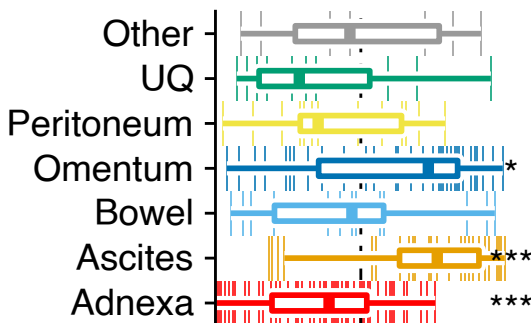 Other
UQ
Peritoneum
Omentum *
Bowel
Ascites ***
Adnexa ***